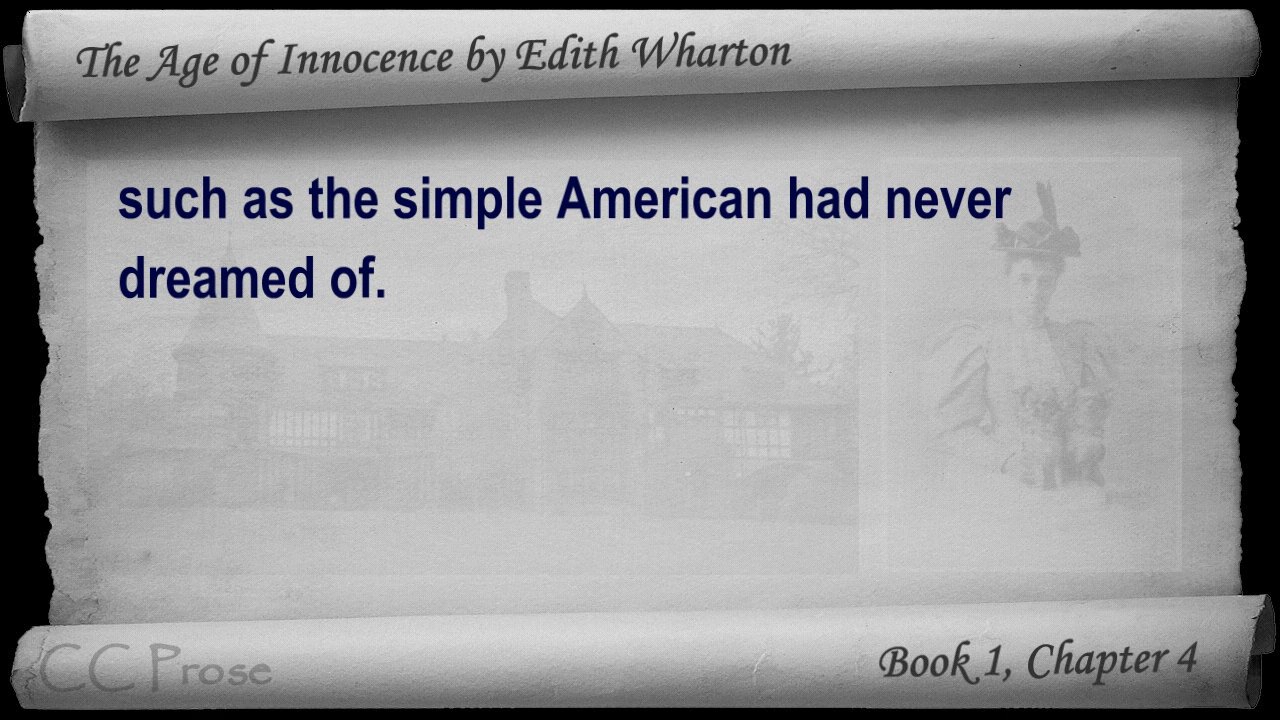 The Age of Innocence by Edith Wharton
such as the simple American had never
dreamed of.
CC Prose
Book 1, Chapter 4